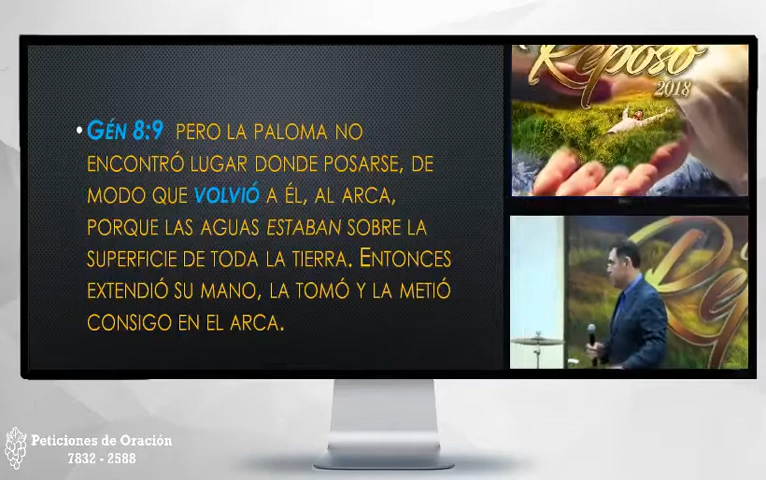 • GÉN 8:9 PERO LA PALOMA NO
ENCONTRÓ LUGAR DONDE POSARSE, DE
MODO QUE VOLVIÓ A ÉL, AL ARCA,
PORQUE LAS AGUAS ESTABAN SOBRE LA
SUPERFICIE DE TODA LA TIERRA. ENTONCES
EXTENDIÓ SU MANO, LA TOMÓ Y LA METIÓ
CONSIGO EN EL ARCA.
Reposo
2018
Peticiones de Oración
7832 - 2588